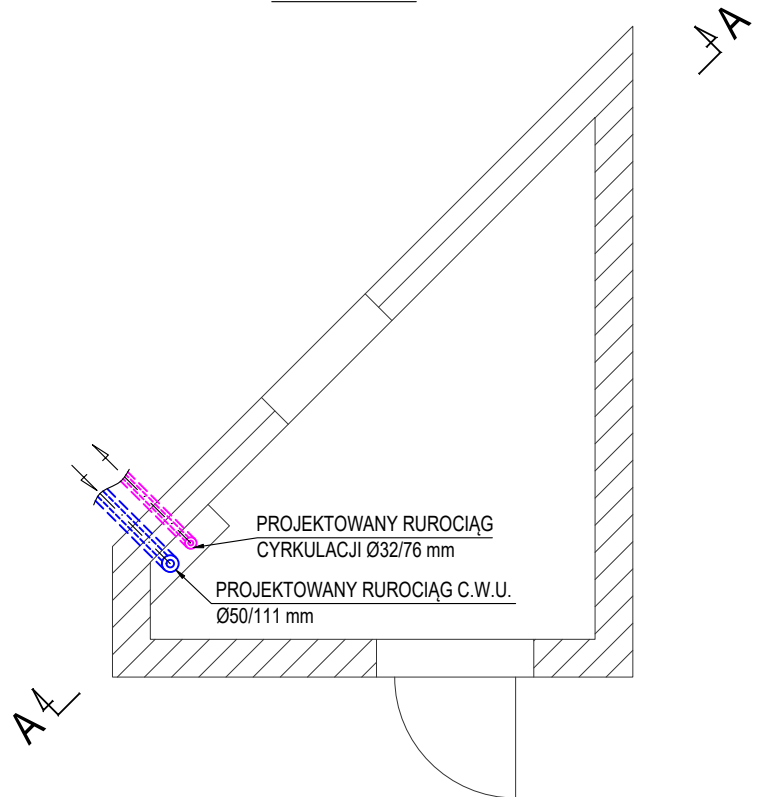 A
PROJEKTOWANY RUROCIĄG
CYRKULACJI Ø32/76 mm
PROJEKTOWANY RUROCIĄG C.W.U.
Ø50/111 mm
A